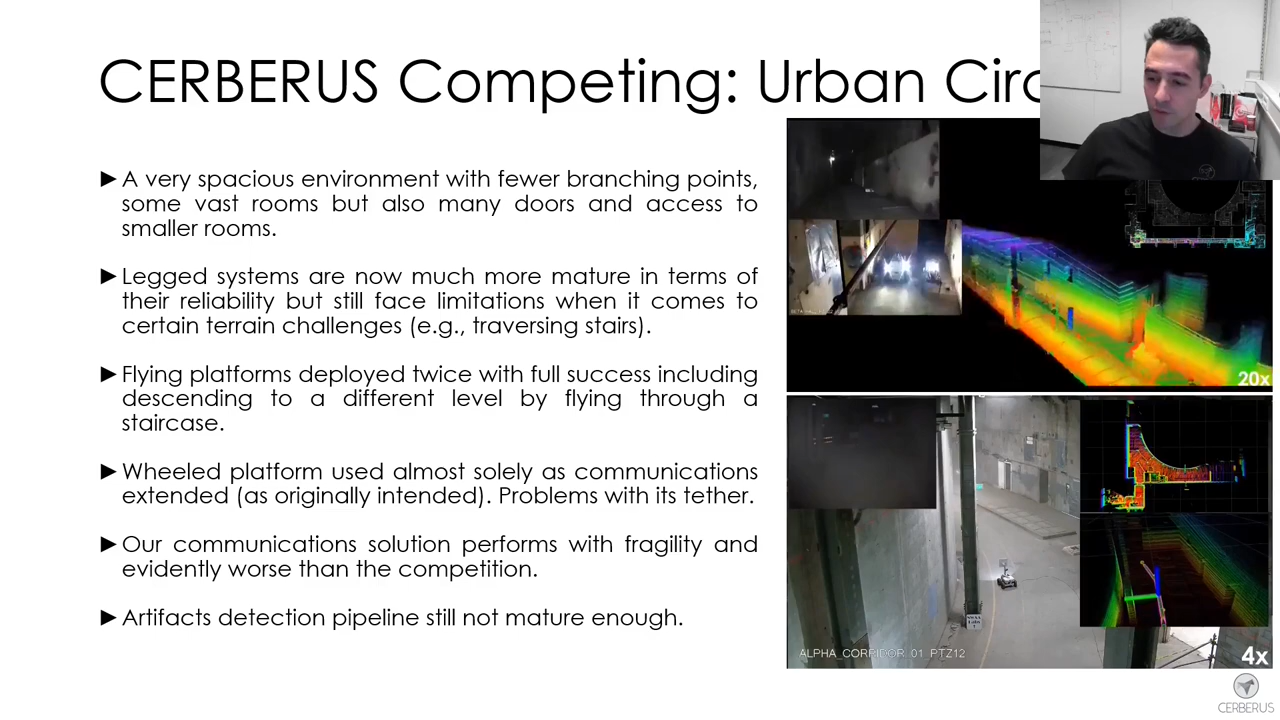 CERBERUS Competing: Urban Circ
►A very spacious environment with fewer branching points,
some vast rooms but also many doors and access to
smaller rooms.
►Legged systems are now much more mature in terms of
their reliability but still face limitations when it comes to
certain terrain challenges (e.g., traversing stairs).
►Flying platforms deployed twice with full success including
descending to a different level by flying through a
staircase.
►Wheeled platform used almost solely as communications
extended (as originally intended). Problems with its tether.
►Our communications solution performs with fragility and
evidently worse than the competition.
►Artifacts detection pipeline still not mature enough.
20x
ALPHA_CORRIDOR_01_PTZ12
4x
CERBERUS